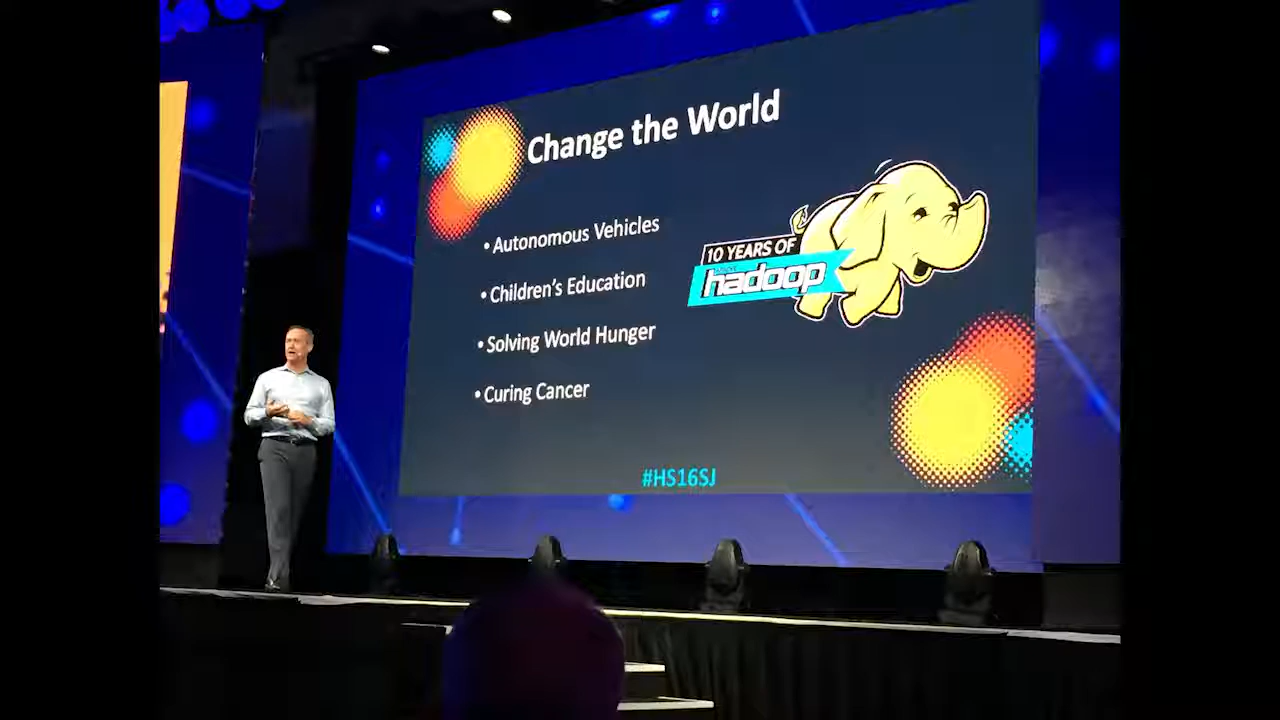 Change the World
• Autonomous Vehicles
• Children's Education
• Solving World Hunger
• Curing Cancer
10 YEARS OF
hadoop
#HS16SJ